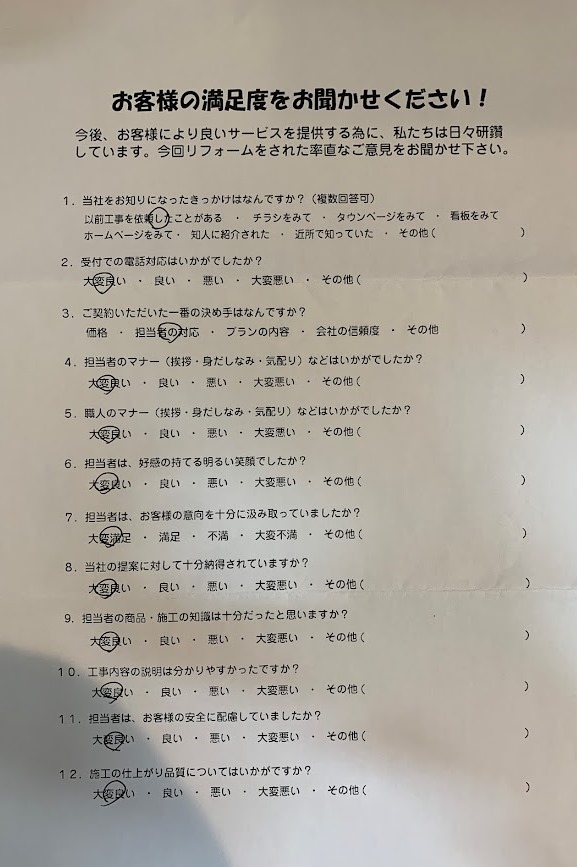 お客様の満足度をお聞かせください！
今後、お客様により良いサービスを提供する為に、私たちは日々研鑽
しています。今回リフォームをされた率直なご意見をお聞かせ下さい。
1．当社をお知りになったきっかけはなんですか？（複数回答可）
以前工事を依頼したことがある ・ チラシをみて ・ タウンページをみて ・ 看板をみて
ホームページをみて・ 知人に紹介された ・ 近所で知っていた ・ その他（ ）
2．受付での電話対応はいかがでしたか？
大変良い ・ 良い ・ 悪い ・ 大変悪い ・ その他（ ）
3．ご契約いただいた一番の決め手はなんですか？
価格 ・ 担当者の対応 ・ プランの内容 ・ 会社の信頼度 ・ その他 ）
4．担当者のマナー（挨拶・身だしなみ・気配り）などはいかがでしたか？
大変良い ・ 良い ・ 悪い ・ 大変悪い ・ その他（ ）
5．職人のマナー（挨拶・身だしなみ・気配り）などはいかがでしたか？
大変良い ・ 良い ・ 悪い ・ 大変悪い ・ その他（ ）
6．担当者は、好感の持てる明るい笑顔でしたか？
大変良い ・ 良い ・ 悪い ・ 大変悪い ・ その他（ ）
7．担当者は、お客様の意向を十分に汲み取っていましたか？
大変満足 ・ 満足 ・ 不満 ・ 大変不満 ・ その他（ ）
8．当社の提案に対して十分納得されていますか？
大変良い ・ 良い ・ 悪い ・ 大変悪い ・ その他（ ）
9．担当者の商品・施工の知識は十分だったと思いますか？
大変良い ・ 良い ・ 悪い ・ 大変悪い ・ その他（ ）
10．工事内容の説明は分かりやすかったですか？
大変良い ・ 良い ・ 悪い ・ 大変悪い ・ その他（ ）
11．担当者は、お客様の安全に配慮していましたか？
大変良い ・ 良い ・ 悪い ・ 大変悪い ・ その他（ ）
12．施工の仕上がり品質についてはいかがですか？
大変良い ・ 良い ・ 悪い ・ 大変悪い ・ その他（ ）